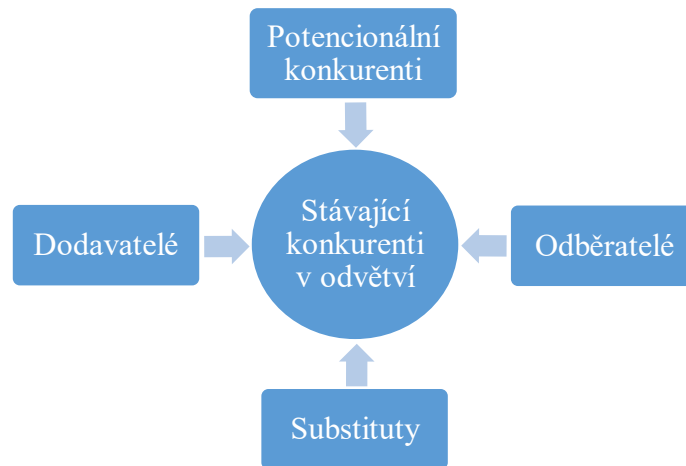 Potencionální
konkurenti
Dodavatelé
Stávající
konkurenti
v odvětví
Odběratelé
Substituty